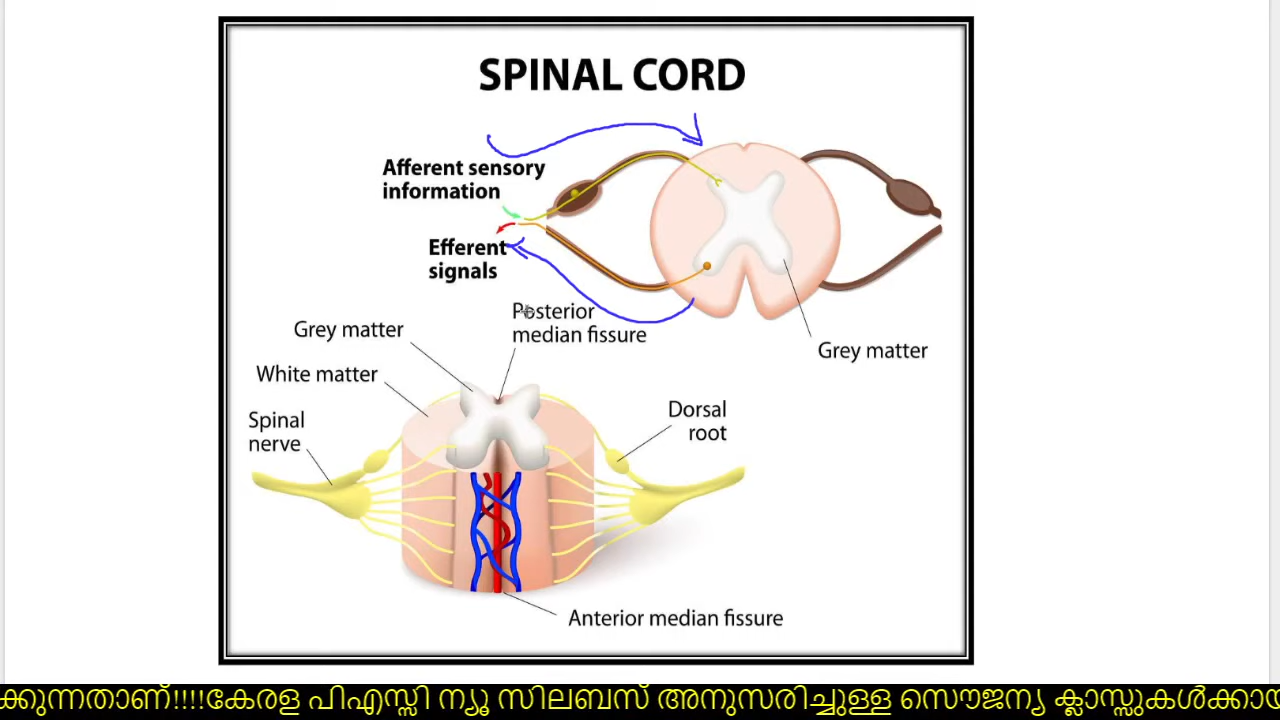 SPINAL CORD
Afferent sensory
information
Efferent
signals
Posterior
median fissure
Grey matter
Grey matter
White matter
Spinal
nerve
Dorsal
root
Anterior median fissure
ക്കുന്നതാണ്!!!!കേരള പിഎസ്സി ന്യൂ സിലബസ് അനുസരിച്ചുള്ള സൌജന്യ ക്ലാസ്സുകൾക്കായ